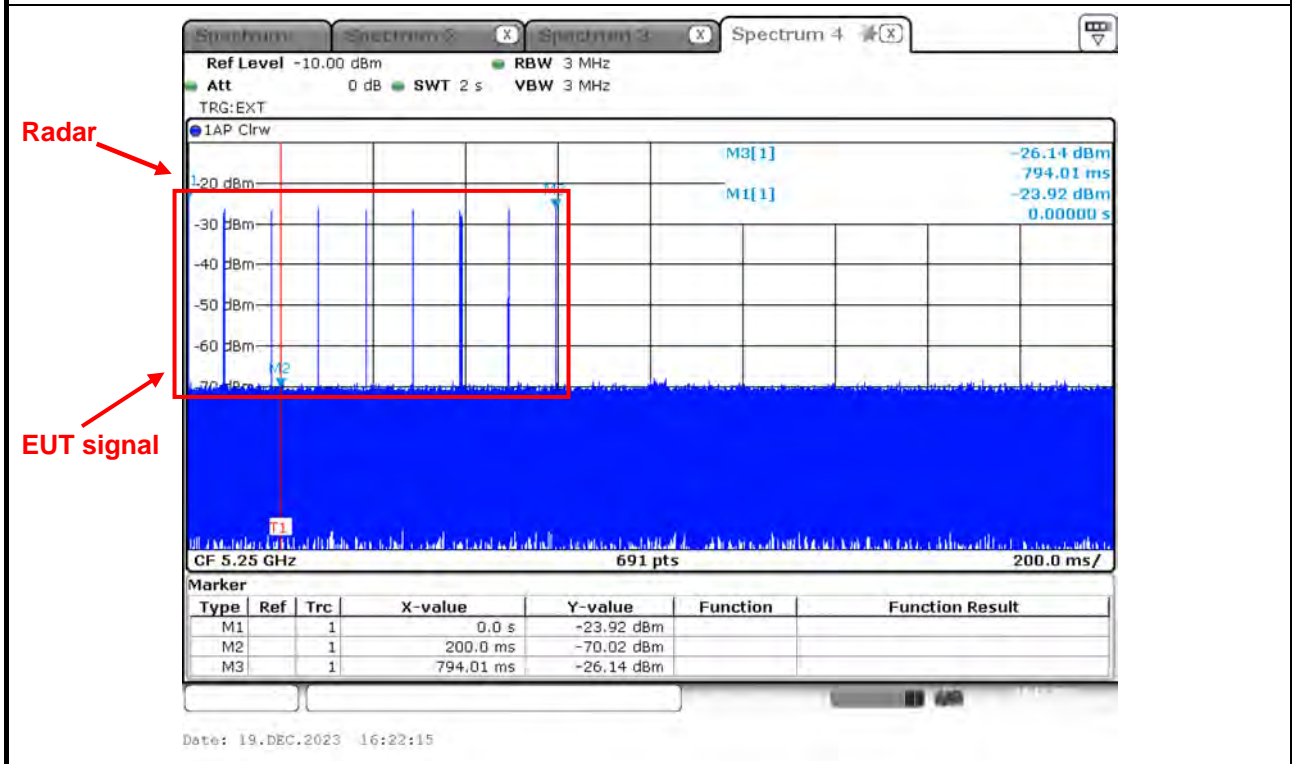 Spectrum 4
Ref Level -10.00 dBm RBW 3 MHz
Att 0 dB SWT 2 s VBW 3 MHz
TRG:EXT
1AP Clrw
Radar
M3[1] -26.14 dBm
794.01 ms
M1[1] -23.92 dBm
0.00000 s
-20 dBm
-30 dBm
-40 dBm
-50 dBm
-60 dBm
M2
-70 dBm
EUT signal
T1
CF 5.25 GHz 691 pts 200.0 ms/
Marker
Type Ref Trc X-value Y-value Function Function Result
M1 1 0.0 s -23.92 dBm
M2 1 200.0 ms -70.02 dBm
M3 1 794.01 ms -26.14 dBm
Date: 19.DEC.2023 16:22:15